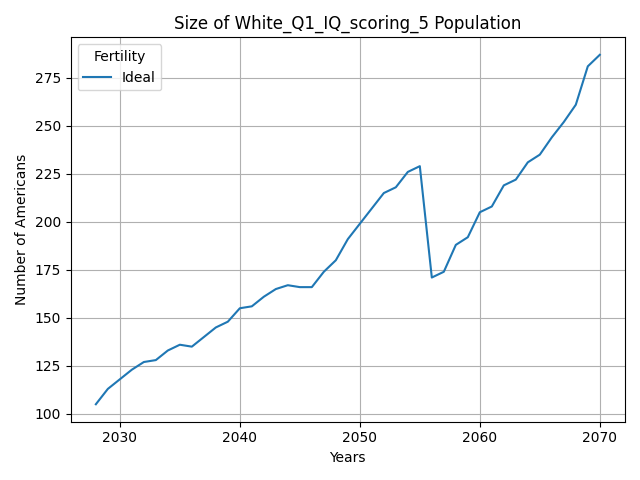 Size of White_Q1_IQ_scoring_5 Population
Fertility
Ideal
Number of Americans
275
250
225
200
175
150
125
100
2030 2040 2050 2060 2070
Years